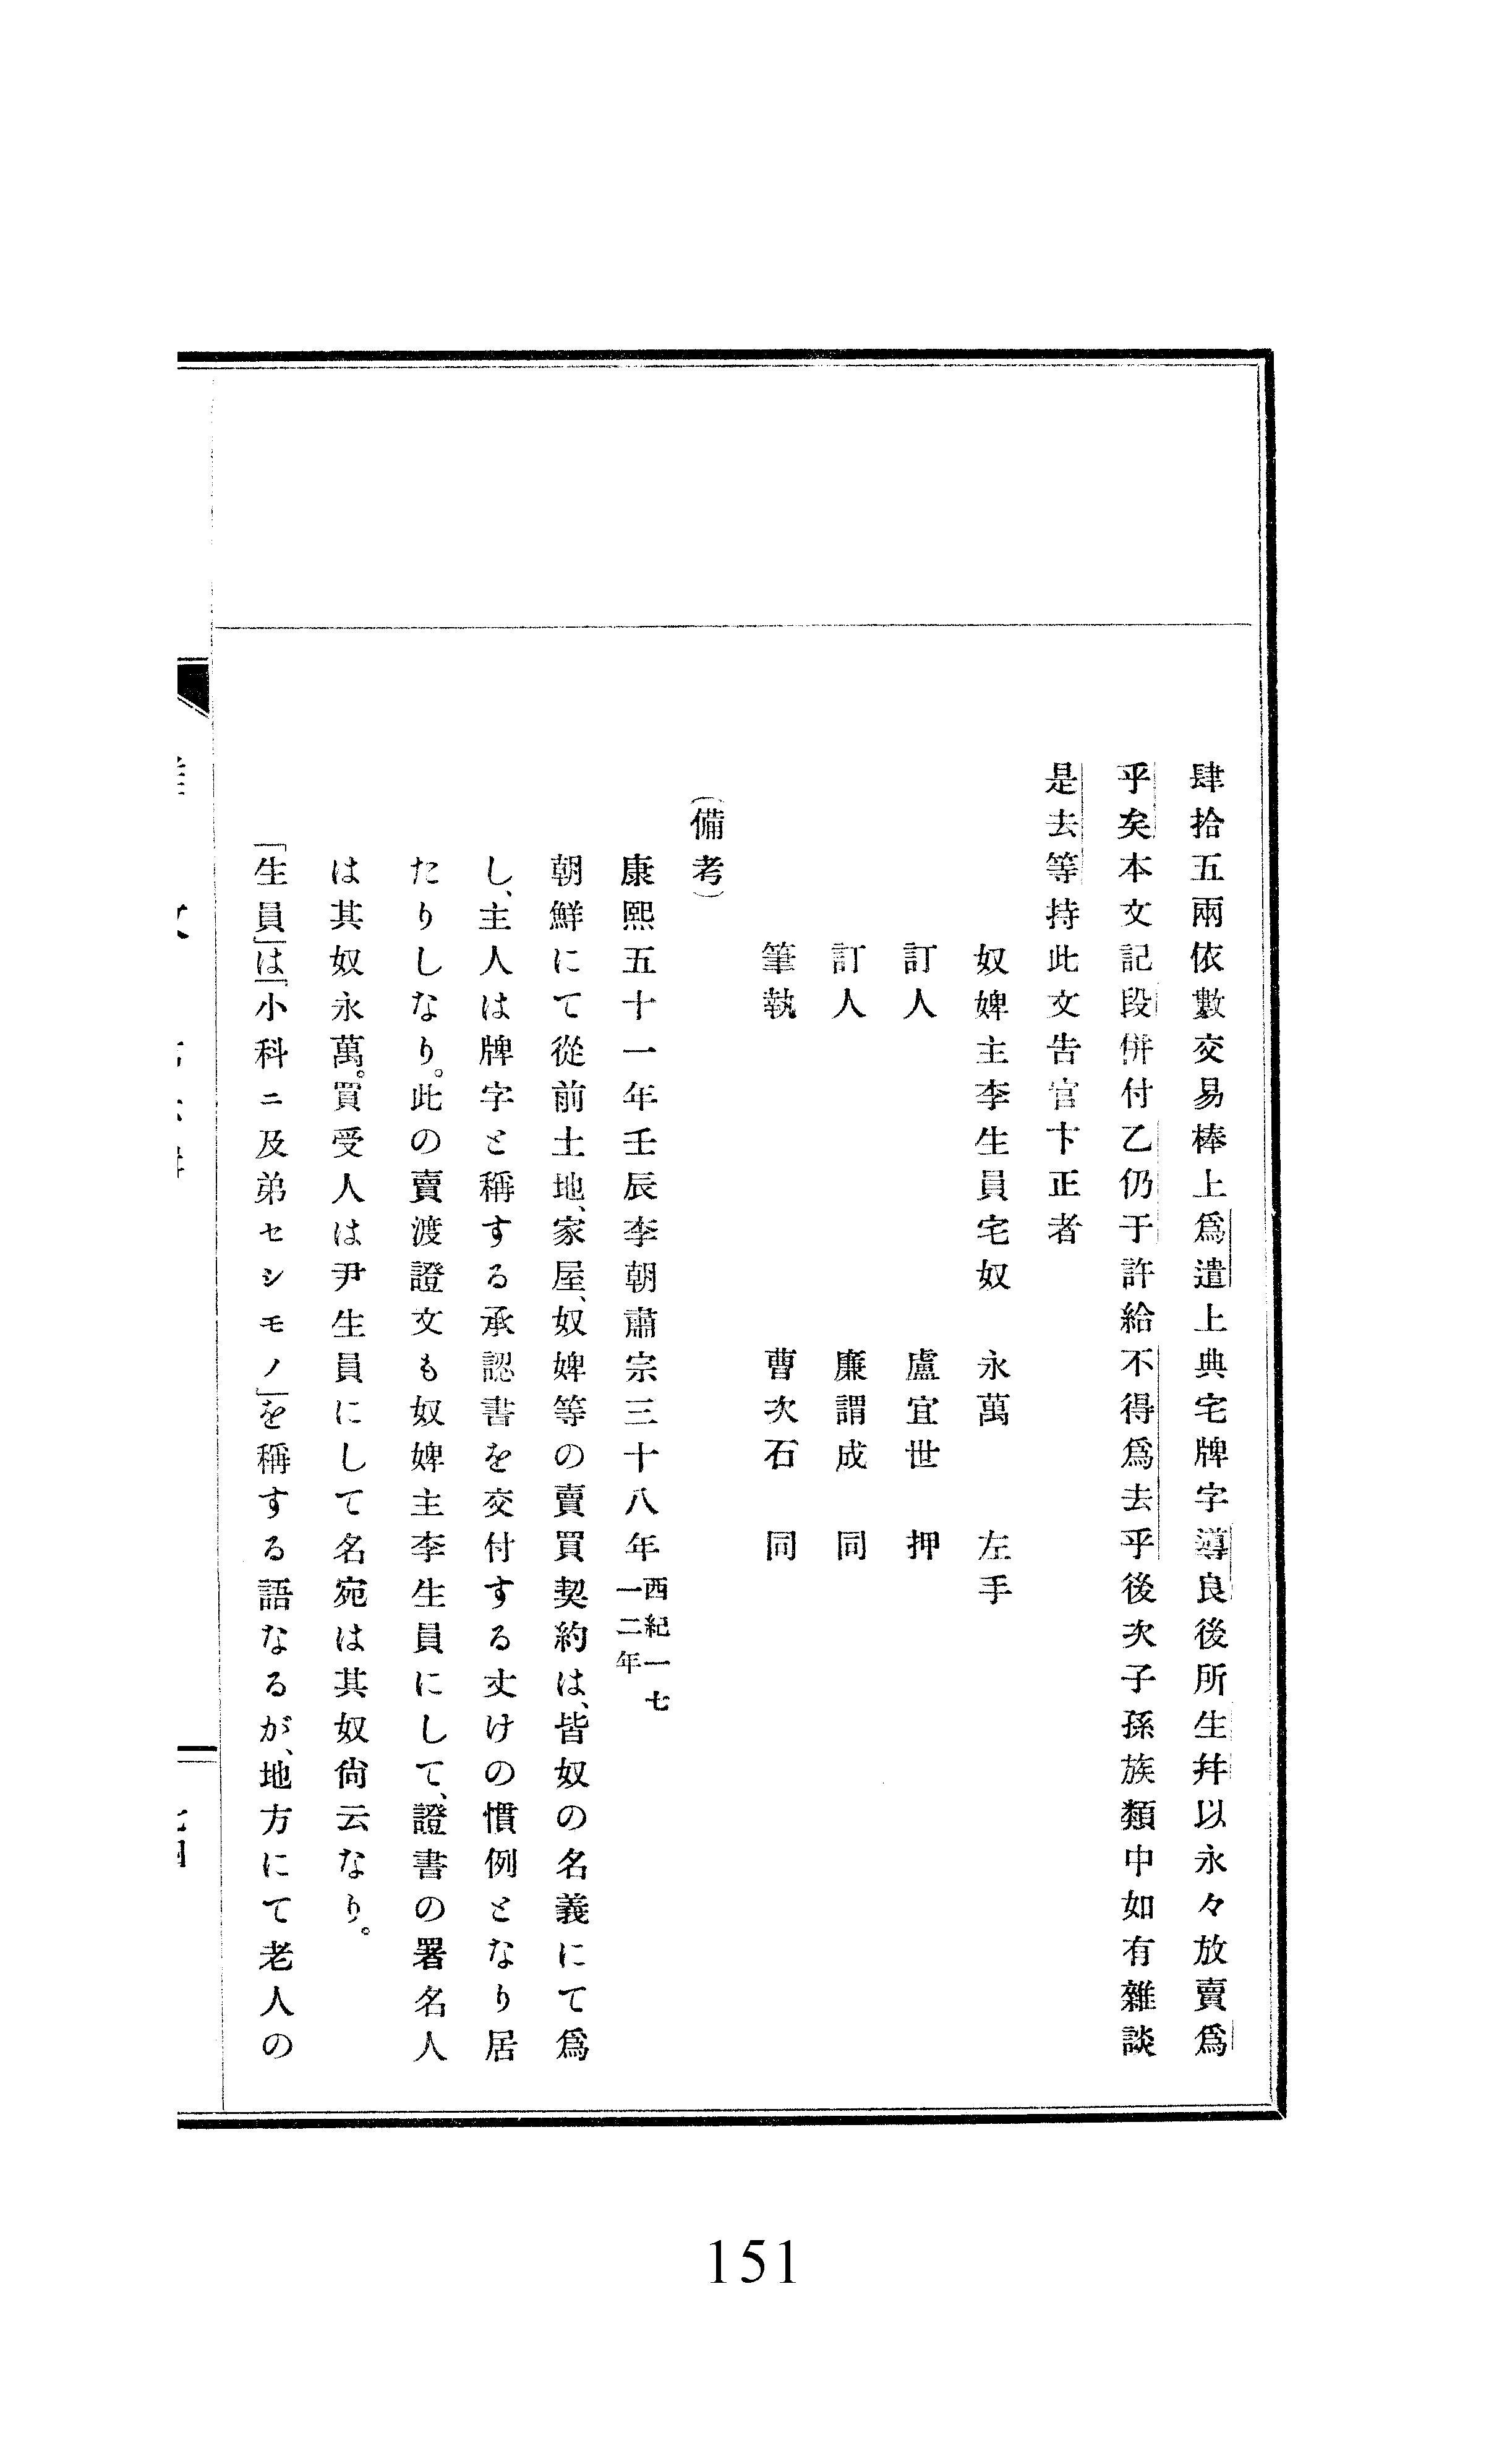 肆拾五兩依數交易棒上爲遣上典宅牌字導良後所生幷以永々放賣爲
乎矣本文記段併付乙仍于許給不得爲去乎後次子孫族類中如有雜談
是去等持此文告官卞正者
奴婢主李生員宅奴　永萬　左手
訂人　盧宜世　押
訂人　廉謂成　同
筆執　曹次石　同
（備考）
康熙五十一年壬辰李朝肅宗三十八年西紀一七一二年
朝鮮にて從前土地、家屋、奴婢等の賣買契約は、皆奴の名義にて爲
し、主人は牌字と稱する承認書を交付する丈けの慣例となり居
たりしなり。此の賣渡證文も奴婢主李生員にして、證書の署名人
は其奴永萬。買受人は尹生員にして名宛は其奴尙云なり。
「生員」は「小科ニ及弟セシモノ」を稱する語なるが、地方にて老人の
151